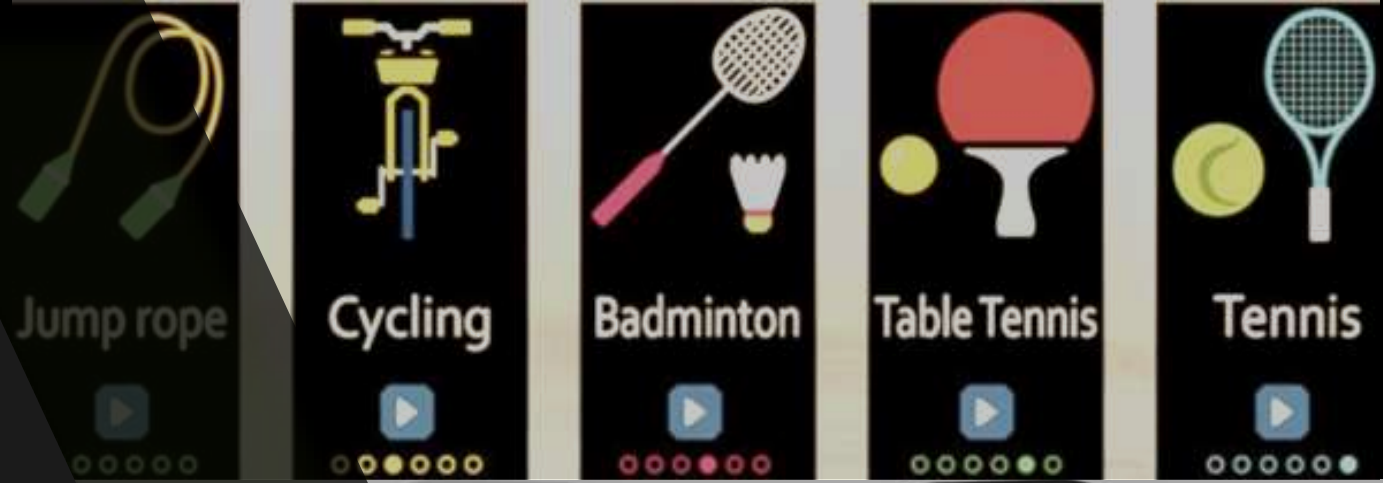 Jump rope
Cycling
Badminton
Table Tennis
Tennis